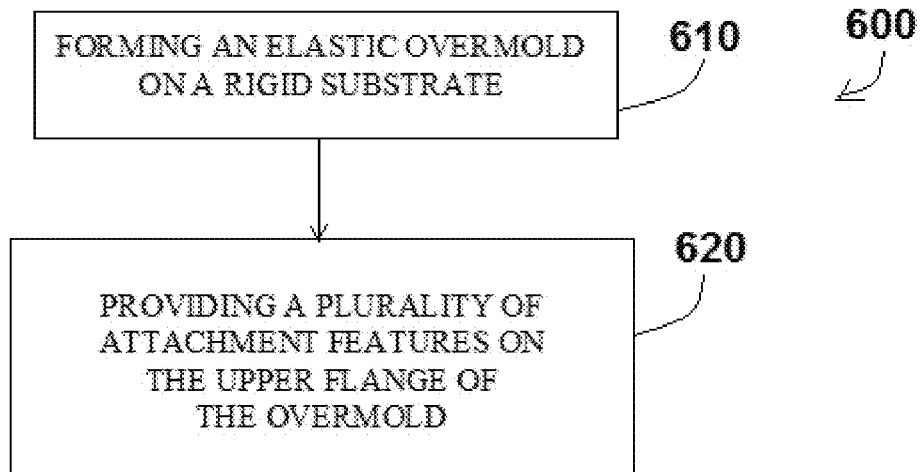 FORMING AN ELASTIC OVERMOLD
ON A RIGID SUBSTRATE
610
600
PROVIDING A PLURALITY OF
ATTACHMENT FEATURES ON
THE UPPER FLANGE OF
THE OVERMOLD
620